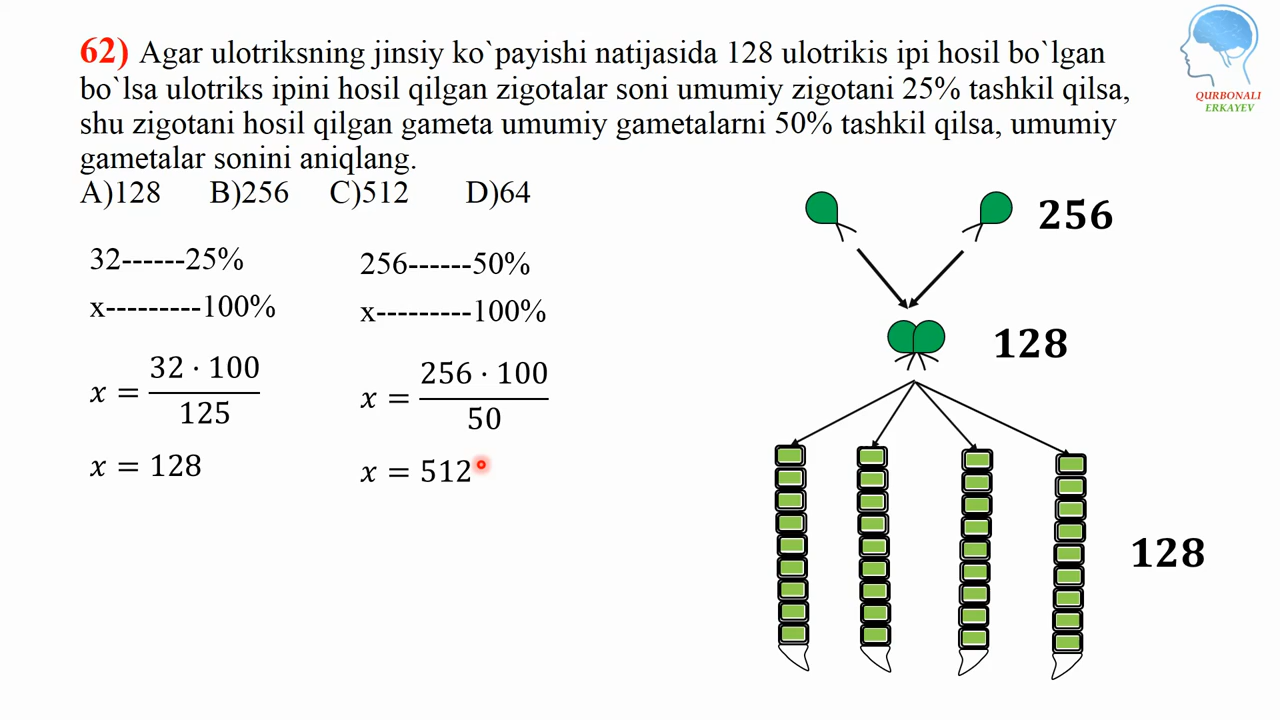 62) Agar ulotriksning jinsiy ko`payishi natijasida 128 ulotrikis ipi hosil bo`lgan
bo`lsa ulotriks ipini hosil qilgan zigotalar soni umumiy zigotani 25% tashkil qilsa,
shu zigotani hosil qilgan gameta umumiy gametalarni 50% tashkil qilsa, umumiy
gametalar sonini aniqlang.
A)128 B)256 C)512 D)64
QURBONALI
ERKAYEV
32------25%
x---------100%
x = 32 · 100 / 125
x = 128
256------50%
x---------100%
x = 256 · 100 / 50
x = 512
256
128
128